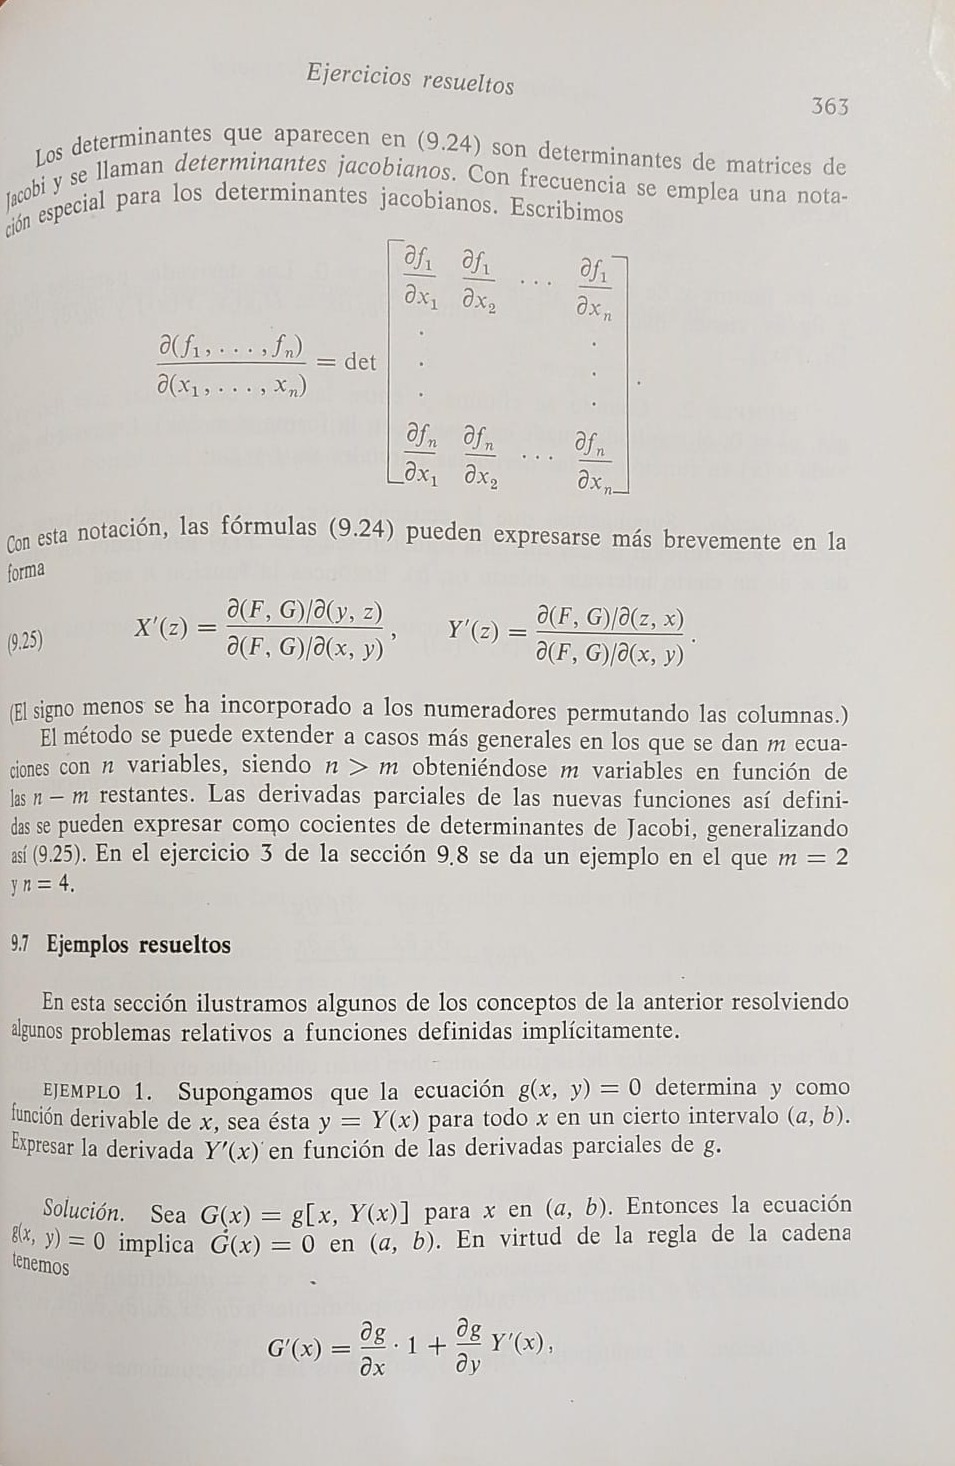 Ejercicios resueltos
363
Los determinantes que aparecen en (9.24) son determinantes de matrices de
Jacobi y se llaman determinantes jacobianos. Con frecuencia se emplea una nota-
ción especial para los determinantes jacobianos. Escribimos
∂(f₁, . . . , fₙ)/∂(x₁, . . . , xₙ) = det [ ∂f₁/∂x₁ ∂f₁/∂x₂ . . . ∂f₁/∂xₙ
. .
. .
. .
∂fₙ/∂x₁ ∂fₙ/∂x₂ . . . ∂fₙ/∂xₙ ] .
Con esta notación, las fórmulas (9.24) pueden expresarse más brevemente en la
forma
(9.25) X′(z) = ∂(F, G)/∂(y, z) / ∂(F, G)/∂(x, y) , Y′(z) = ∂(F, G)/∂(z, x) / ∂(F, G)/∂(x, y) .
(El signo menos se ha incorporado a los numeradores permutando las columnas.)
El método se puede extender a casos más generales en los que se dan m ecua-
ciones con n variables, siendo n > m obteniéndose m variables en función de
las n − m restantes. Las derivadas parciales de las nuevas funciones así defini-
das se pueden expresar como cocientes de determinantes de Jacobi, generalizando
así (9.25). En el ejercicio 3 de la sección 9.8 se da un ejemplo en el que m = 2
y n = 4.
9.7 Ejemplos resueltos
En esta sección ilustramos algunos de los conceptos de la anterior resolviendo
algunos problemas relativos a funciones definidas implícitamente.
EJEMPLO 1. Supongamos que la ecuación g(x, y) = 0 determina y como
función derivable de x, sea ésta y = Y(x) para todo x en un cierto intervalo (a, b).
Expresar la derivada Y′(x) en función de las derivadas parciales de g.
Solución. Sea G(x) = g[x, Y(x)] para x en (a, b). Entonces la ecuación
g(x, y) = 0 implica G(x) = 0 en (a, b). En virtud de la regla de la cadena
tenemos
G′(x) = ∂g/∂x · 1 + ∂g/∂y Y′(x),